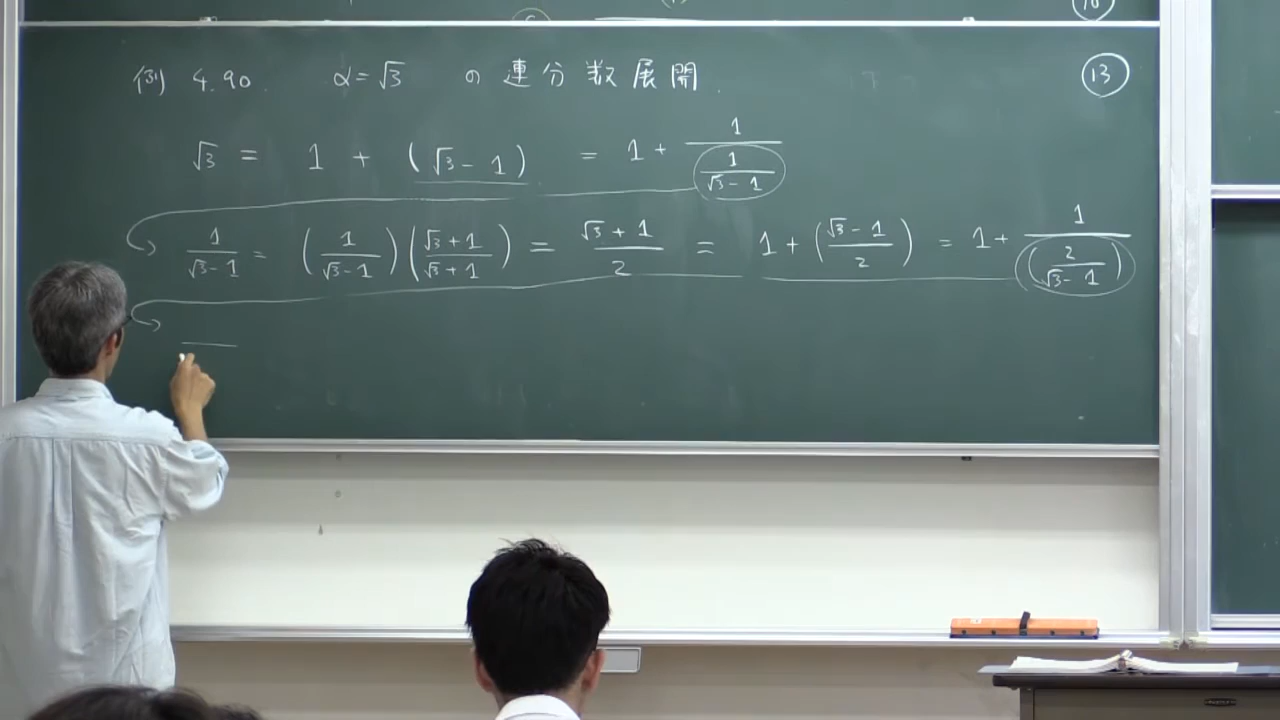 例 4.90. α=√3 の連分数展開. ⑬
√3 = 1 + (√3 - 1) = 1 + 1/(1/(√3 - 1))
1/(√3 - 1) = (1/(√3 - 1))((√3 + 1)/(√3 + 1)) = (√3 + 1)/2 = 1 + ((√3 - 1)/2) = 1 + 1/(2/(√3 - 1))